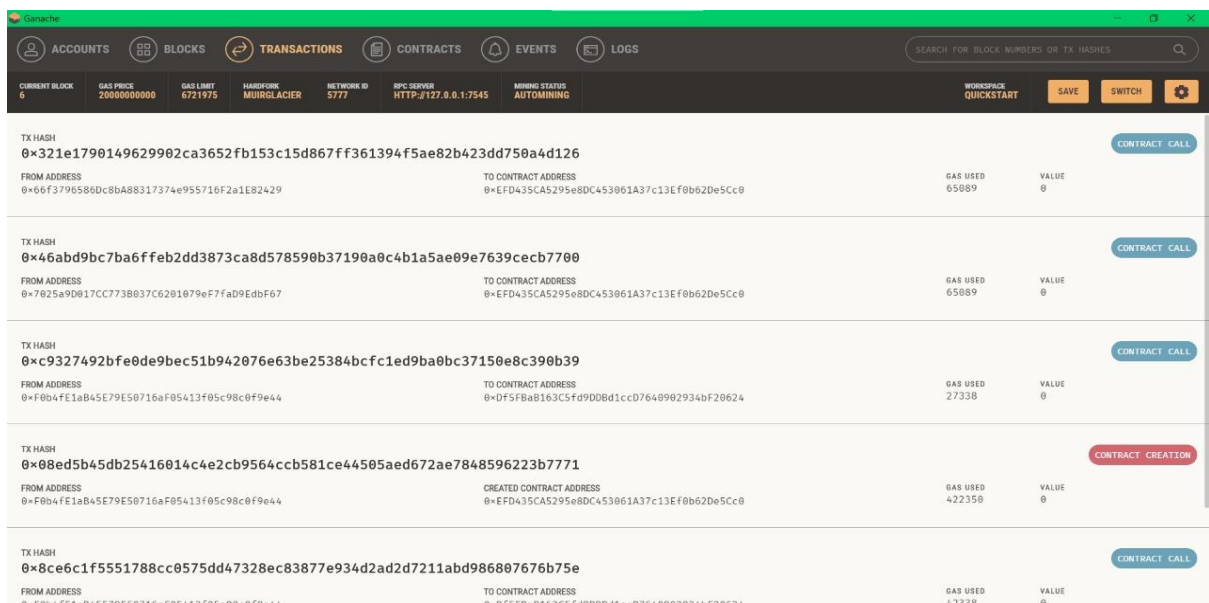 Ganache
ACCOUNTS BLOCKS TRANSACTIONS CONTRACTS EVENTS LOGS SEARCH FOR BLOCK NUMBERS OR TX HASHES
CURRENT BLOCK GAS PRICE GAS LIMIT HARDFORK NETWORK ID RPC SERVER MINING STATUS WORKSPACE
6 20000000000 6721975 MUIRGLACIER 5777 HTTP://127.0.0.1:7545 AUTOMINING QUICKSTART SAVE SWITCH
TX HASH CONTRACT CALL
0×321e1790149629902ca3652fb153c15d867ff361394f5ae82b423dd750a4d126
FROM ADDRESS TO CONTRACT ADDRESS GAS USED VALUE
0×66f3796586Dc8bA88317374e955716F2a1E82429 0×EFD435CA5295e8DC453061A37c13Ef0b62De5Cc0 65089 0
TX HASH CONTRACT CALL
0×46abd9bc7ba6ffeb2dd3873ca8d578590b37190a0c4b1a5ae09e7639cecb7700
FROM ADDRESS TO CONTRACT ADDRESS GAS USED VALUE
0×7025a9D017CC773B037C6201079eF7faD9EdbF67 0×EFD435CA5295e8DC453061A37c13Ef0b62De5Cc0 65089 0
TX HASH CONTRACT CALL
0×c9327492bfe0de9bec51b942076e63be25384bcfc1ed9ba0bc37150e8c390b39
FROM ADDRESS TO CONTRACT ADDRESS GAS USED VALUE
0×F0b4fE1aB45E79E50716aF05413f05c98c0f9e44 0×Df5FBaB163C5fd9DDBd1ccD7640902934bF20624 27338 0
TX HASH CONTRACT CREATION
0×08ed5b45db25416014c4e2cb9564ccb581ce44505aed672ae7848596223b7771
FROM ADDRESS CREATED CONTRACT ADDRESS GAS USED VALUE
0×F0b4fE1aB45E79E50716aF05413f05c98c0f9e44 0×EFD435CA5295e8DC453061A37c13Ef0b62De5Cc0 422350 0
TX HASH CONTRACT CALL
0×8ce6c1f5551788cc0575dd47328ec83877e934d2ad2d7211abd986807676b75e
FROM ADDRESS TO CONTRACT ADDRESS GAS USED VALUE